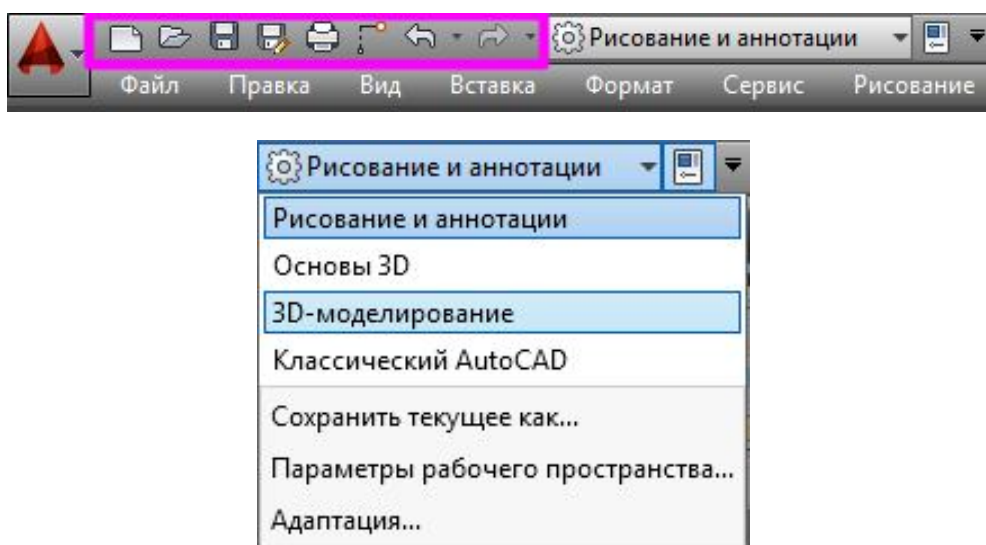 Рисование и аннотации
Файл Правка Вид Вставка Формат Сервис Рисование
Рисование и аннотации
Рисование и аннотации
Основы 3D
3D-моделирование
Классический AutoCAD
Сохранить текущее как...
Параметры рабочего пространства...
Адаптация...